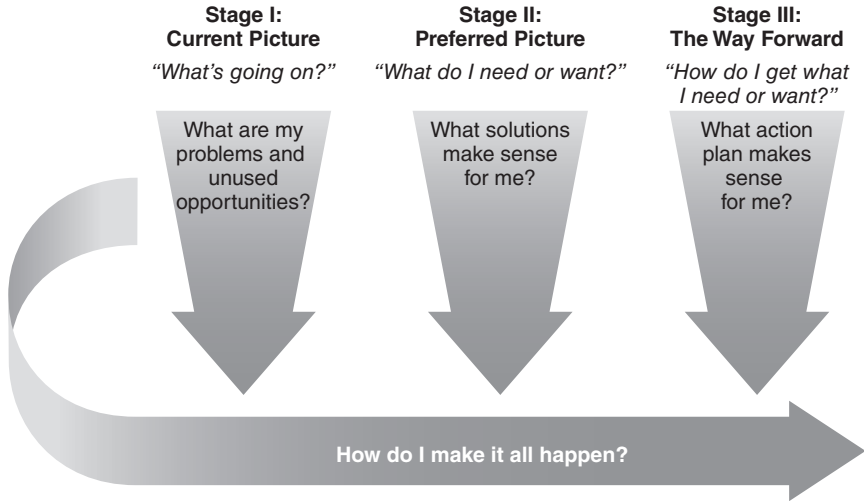 Stage I:
Current Picture
“What’s going on?”
What are my
problems and
unused
opportunities?
Stage II:
Preferred Picture
“What do I need or want?”
What solutions
make sense
for me?
Stage III:
The Way Forward
“How do I get what
I need or want?”
What action
plan makes
sense
for me?
How do I make it all happen?